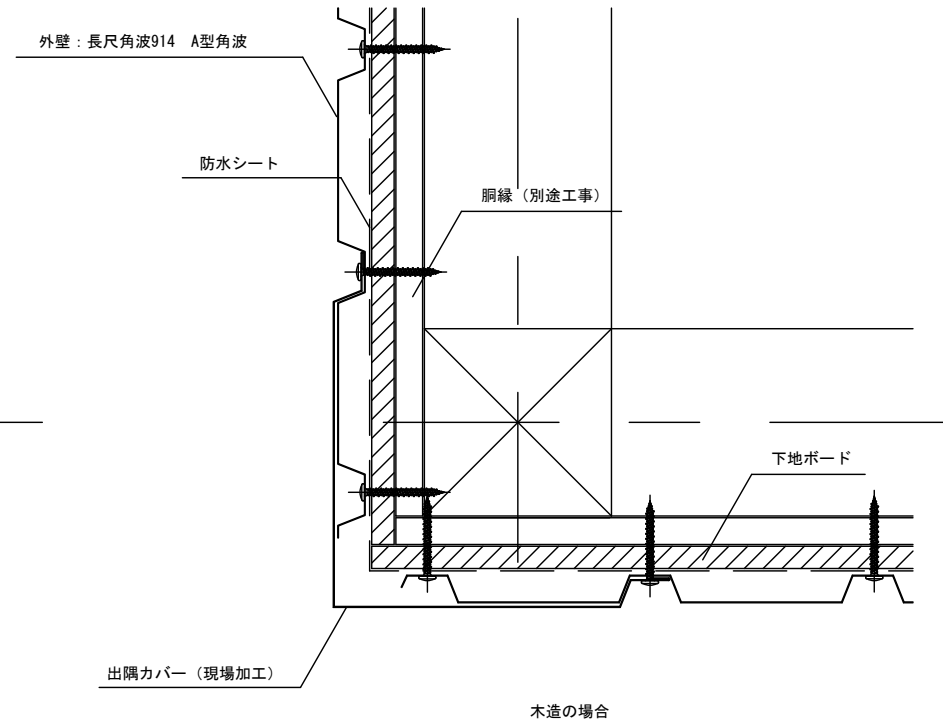 外壁：長尺角波914　A型角波
防水シート
胴縁（別途工事）
下地ボード
出隅カバー（現場加工）
木造の場合